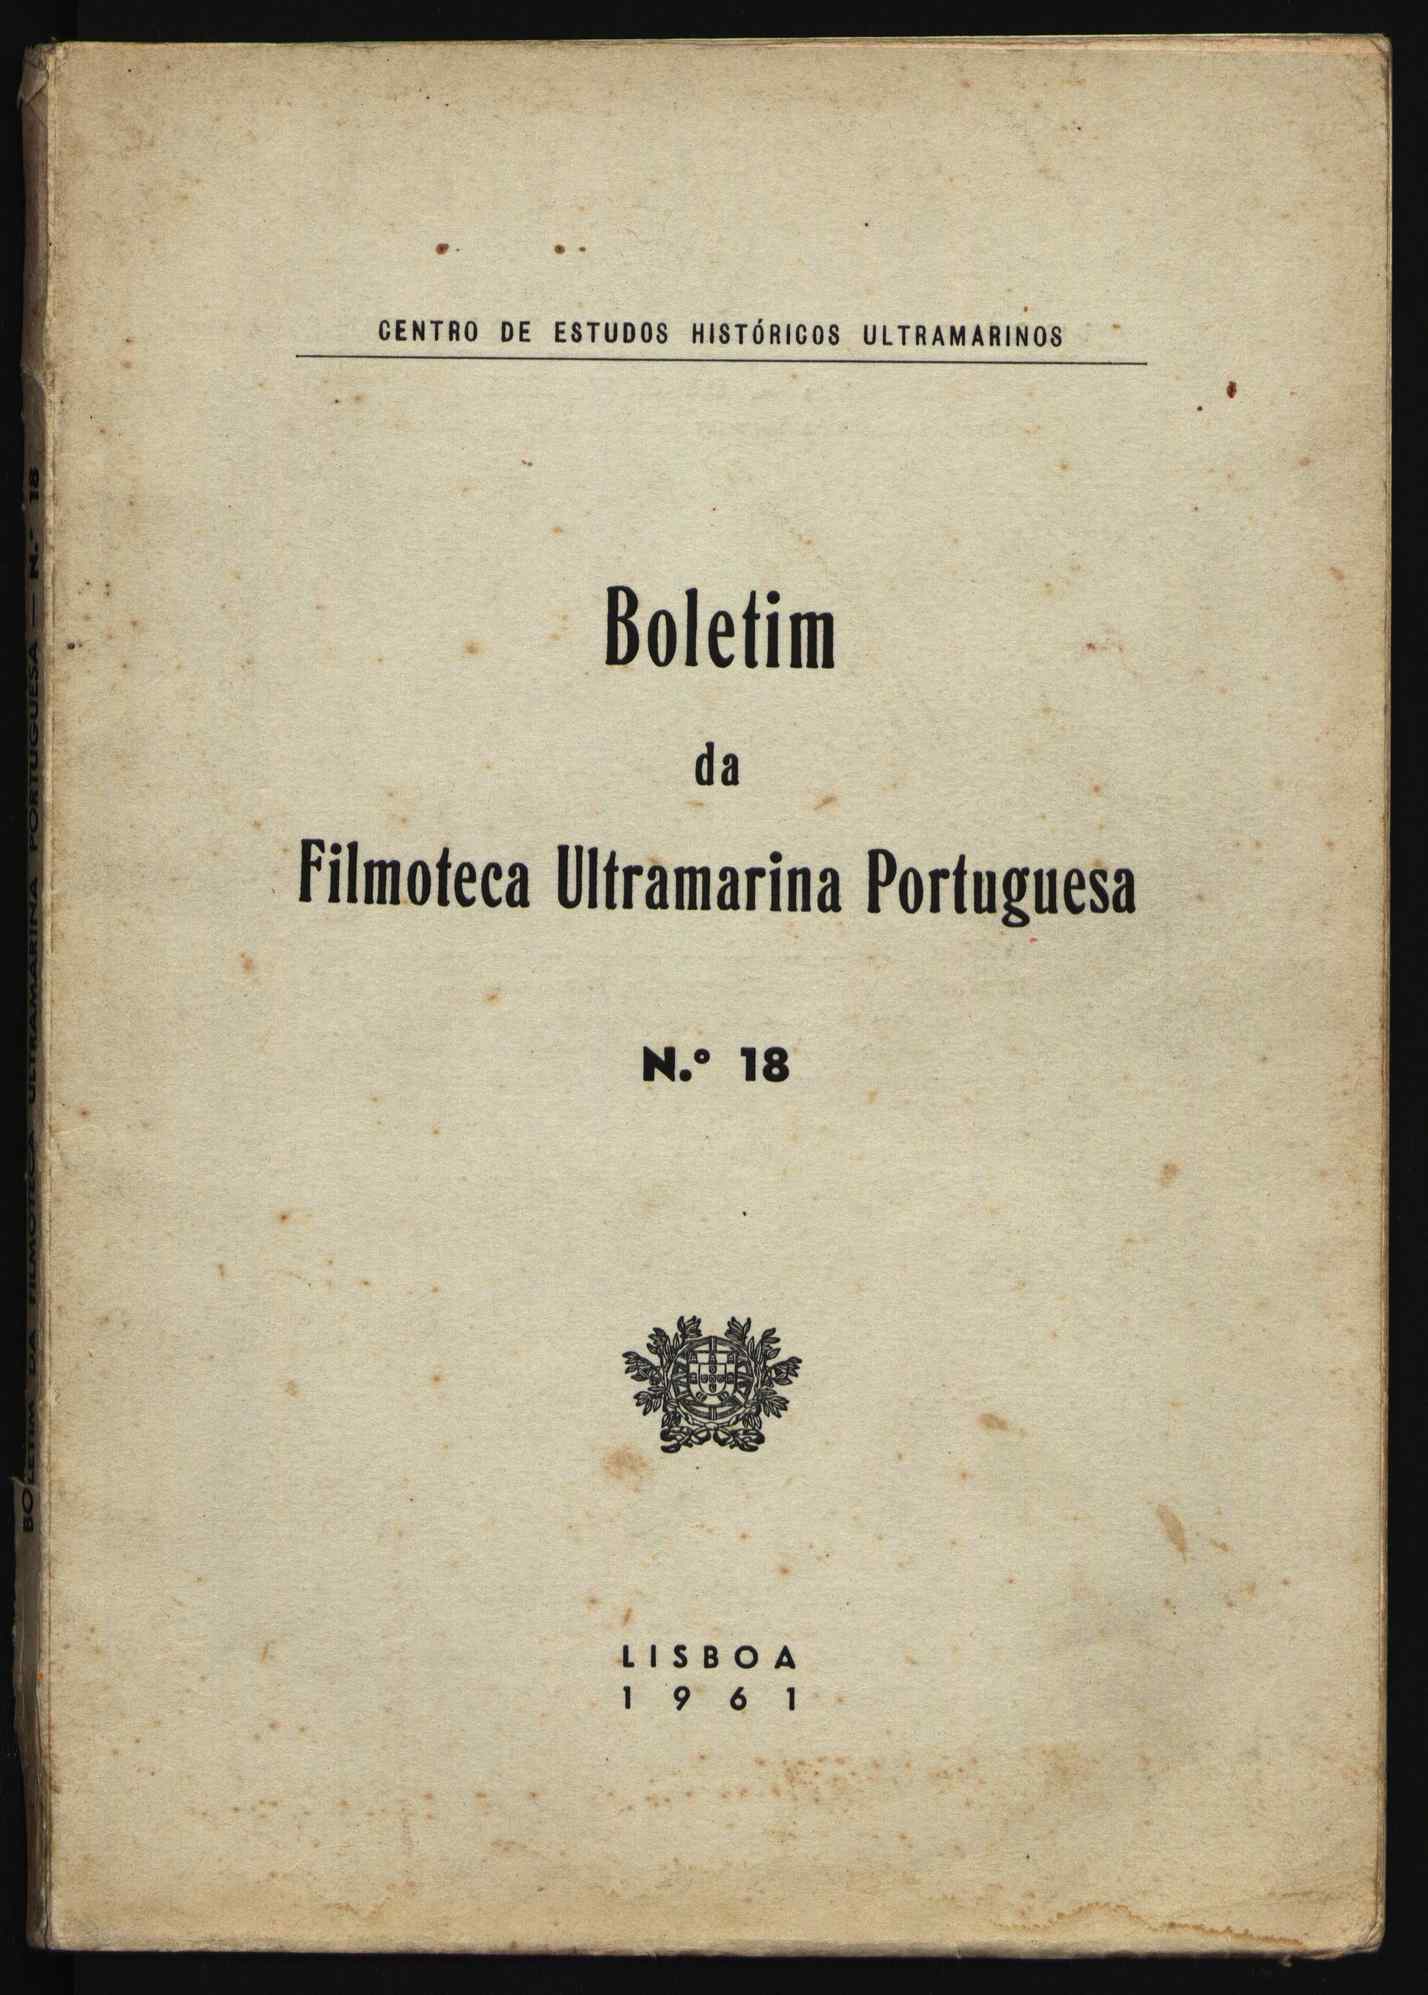 CENTRO DE ESTUDOS HISTÓRICOS ULTRAMARINOS
Boletim
da
Filmoteca Ultramarina Portuguesa
N.º 18
LISBOA
1961
BOLETIM DA FILMOTECA ULTRAMARINA PORTUGUESA — N.º 18